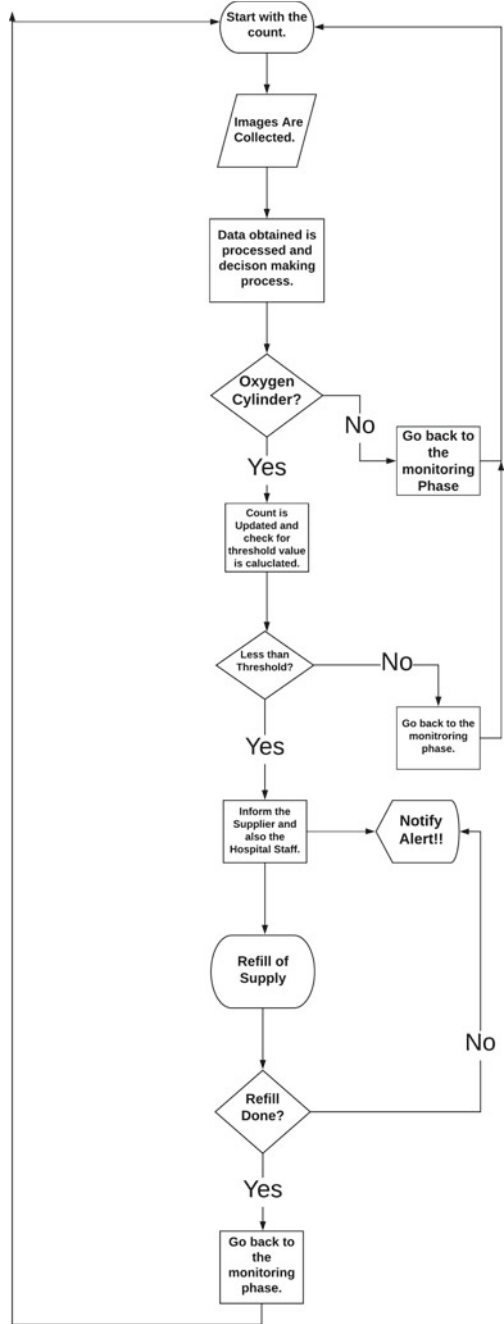 Start with the
count.
Images Are
Collected.
Data obtained is
processed and
decison making
process.
Oxygen
Cylinder?
No
Go back to
the
monitoring
Phase
Yes
Count is
Updated and
check for
threshold value
is caluclated.
Less than
Threshold?
No
Go back to the
monitroring
phase.
Yes
Inform the
Supplier and
also the
Hospital Staff.
Notify
Alert!!
Refill of
Supply
No
Refill
Done?
Yes
Go back to
the
monitoring
phase.